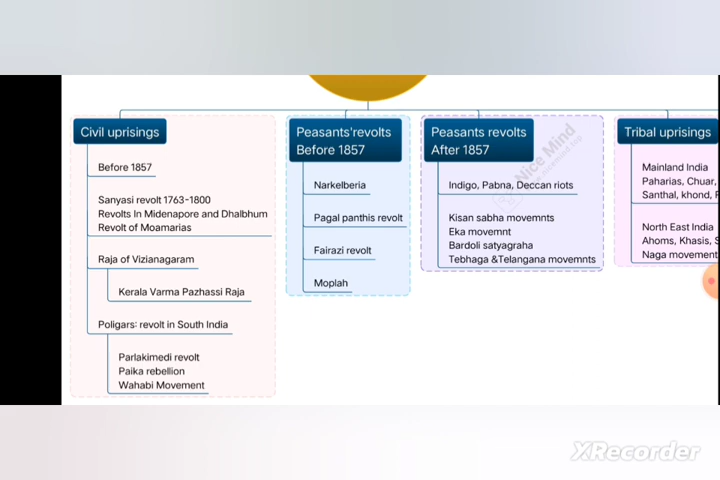 Civil uprisings
Before 1857
Sanyasi revolt 1763-1800
Revolts In Midenapore and Dhalbhum
Revolt of Moamarias
Raja of Vizianagaram
Kerala Varma Pazhassi Raja
Poligars: revolt in South India
Parlakimedi revolt
Paika rebellion
Wahabi Movement
Peasants'revolts
Before 1857
Narkelberia
Pagal panthis revolt
Fairazi revolt
Moplah
Peasants revolts
After 1857
Indigo, Pabna, Deccan riots
Kisan sabha movemnts
Eka movemnt
Bardoli satyagraha
Tebhaga &Telangana movemnts
Nice Mind
Tribal uprisings
Mainland India
Paharias, Chuar,
Santhal, khond,
North East India
Ahoms, Khasis,
Naga movement
XRecorder